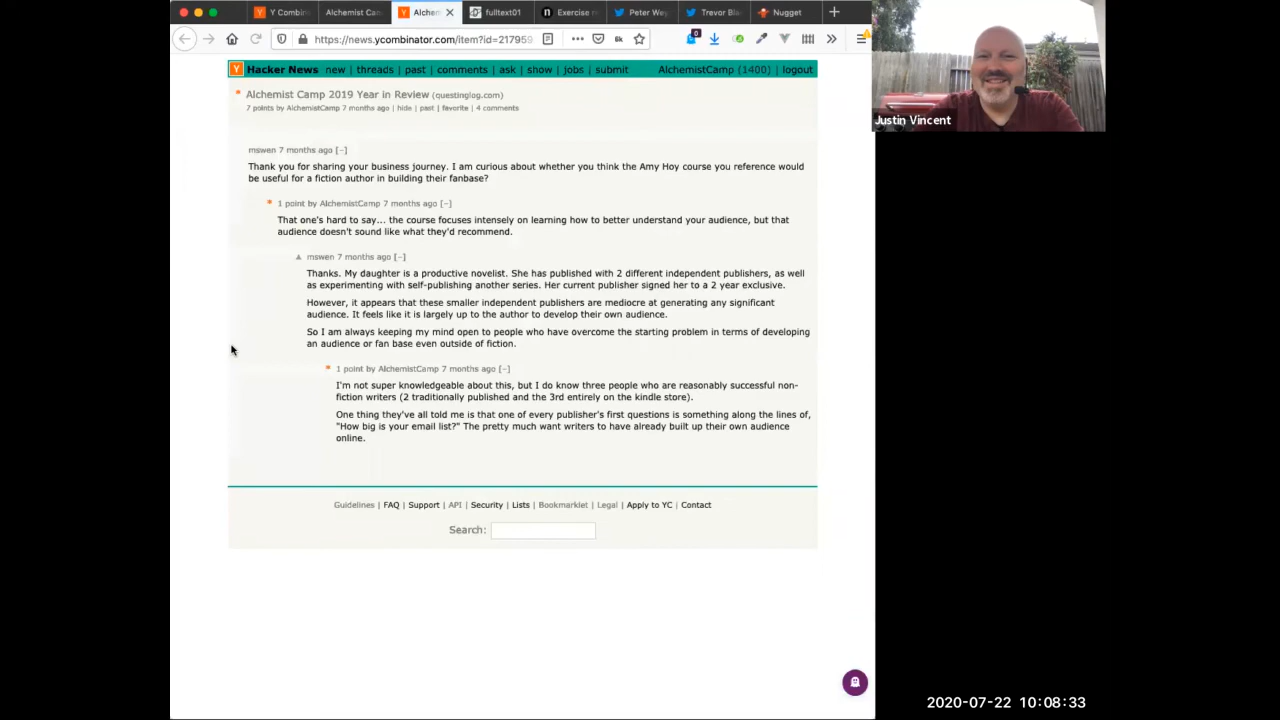 Y Combin
Alchemist Cam
Alchem
fulltext01
Exercise r
Peter Wey
Trevor Bla
Nugget
https://news.ycombinator.com/item?id=217959
6k
0
Hacker News new | threads | past | comments | ask | show | jobs | submit AlchemistCamp (1400) | logout
Alchemist Camp 2019 Year in Review (questinglog.com)
7 points by AlchemistCamp 7 months ago | hide | past | favorite | 4 comments
mswen 7 months ago [–]
Thank you for sharing your business journey. I am curious about whether you think the Amy Hoy course you reference would
be useful for a fiction author in building their fanbase?
1 point by AlchemistCamp 7 months ago [–]
That one's hard to say... the course focuses intensely on learning how to better understand your audience, but that
audience doesn't sound like what they'd recommend.
mswen 7 months ago [–]
Thanks. My daughter is a productive novelist. She has published with 2 different independent publishers, as well
as experimenting with self-publishing another series. Her current publisher signed her to a 2 year exclusive.
However, it appears that these smaller independent publishers are mediocre at generating any significant
audience. It feels like it is largely up to the author to develop their own audience.
So I am always keeping my mind open to people who have overcome the starting problem in terms of developing
an audience or fan base even outside of fiction.
1 point by AlchemistCamp 7 months ago [–]
I'm not super knowledgeable about this, but I do know three people who are reasonably successful non-
fiction writers (2 traditionally published and the 3rd entirely on the kindle store).
One thing they've all told me is that one of every publisher's first questions is something along the lines of,
"How big is your email list?" The pretty much want writers to have already built up their own audience
online.
Guidelines | FAQ | Support | API | Security | Lists | Bookmarklet | Legal | Apply to YC | Contact
Search:
Justin Vincent
2020-07-22 10:08:33